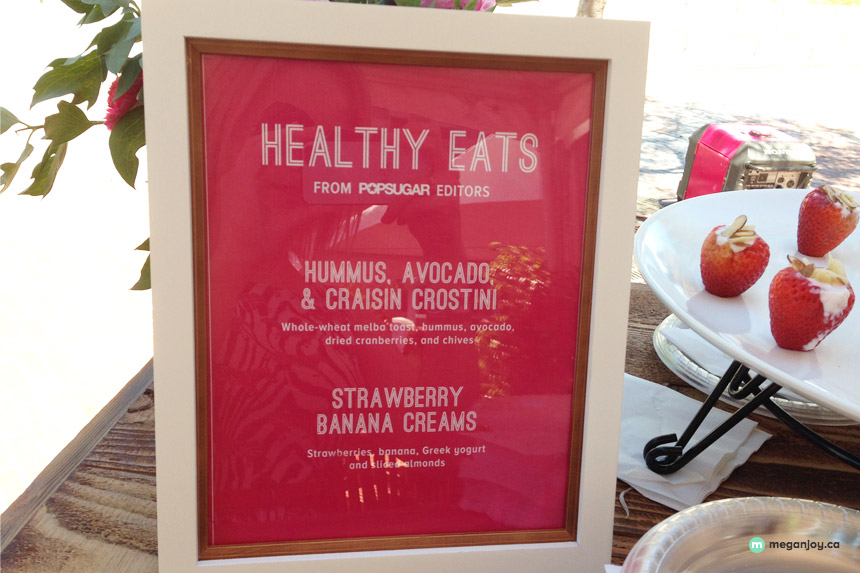 HEALTHY EATS
FROM POPSUGAR EDITORS
HUMMUS, AVOCADO,
& CRAISIN CROSTINI
Whole-wheat melba toast, hummus, avocado,
dried cranberries, and chives
STRAWBERRY
BANANA CREAMS
Strawberries, banana, Greek yogurt
and sliced almonds
m meganjoy.ca